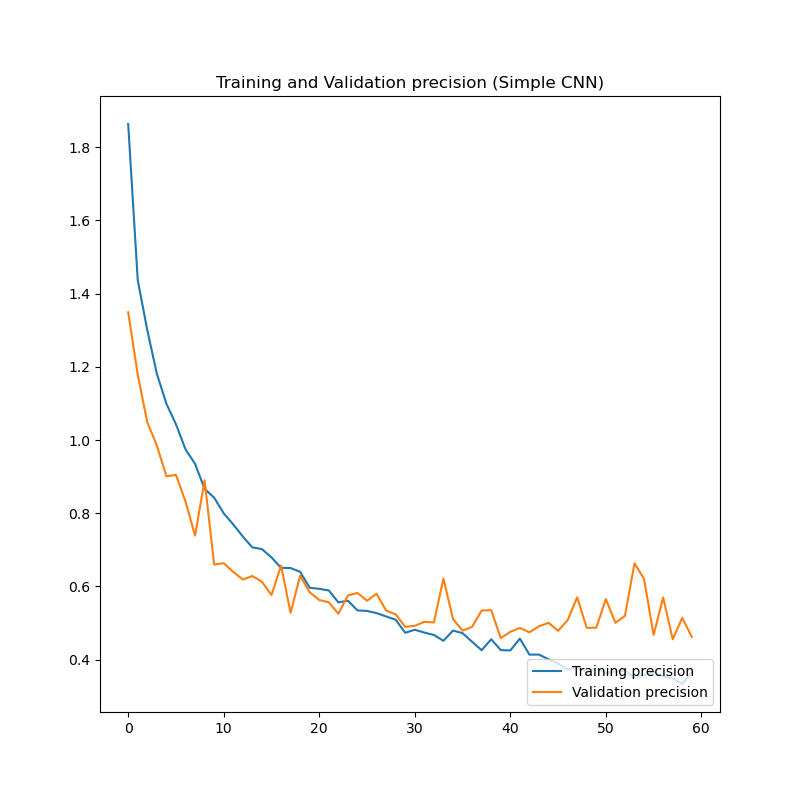 Training and Validation precision (Simple CNN)
1.8
1.6
1.4
1.2
1.0
0.8
0.6
0.4
Training precision
Validation precision
0 10 20 30 40 50 60